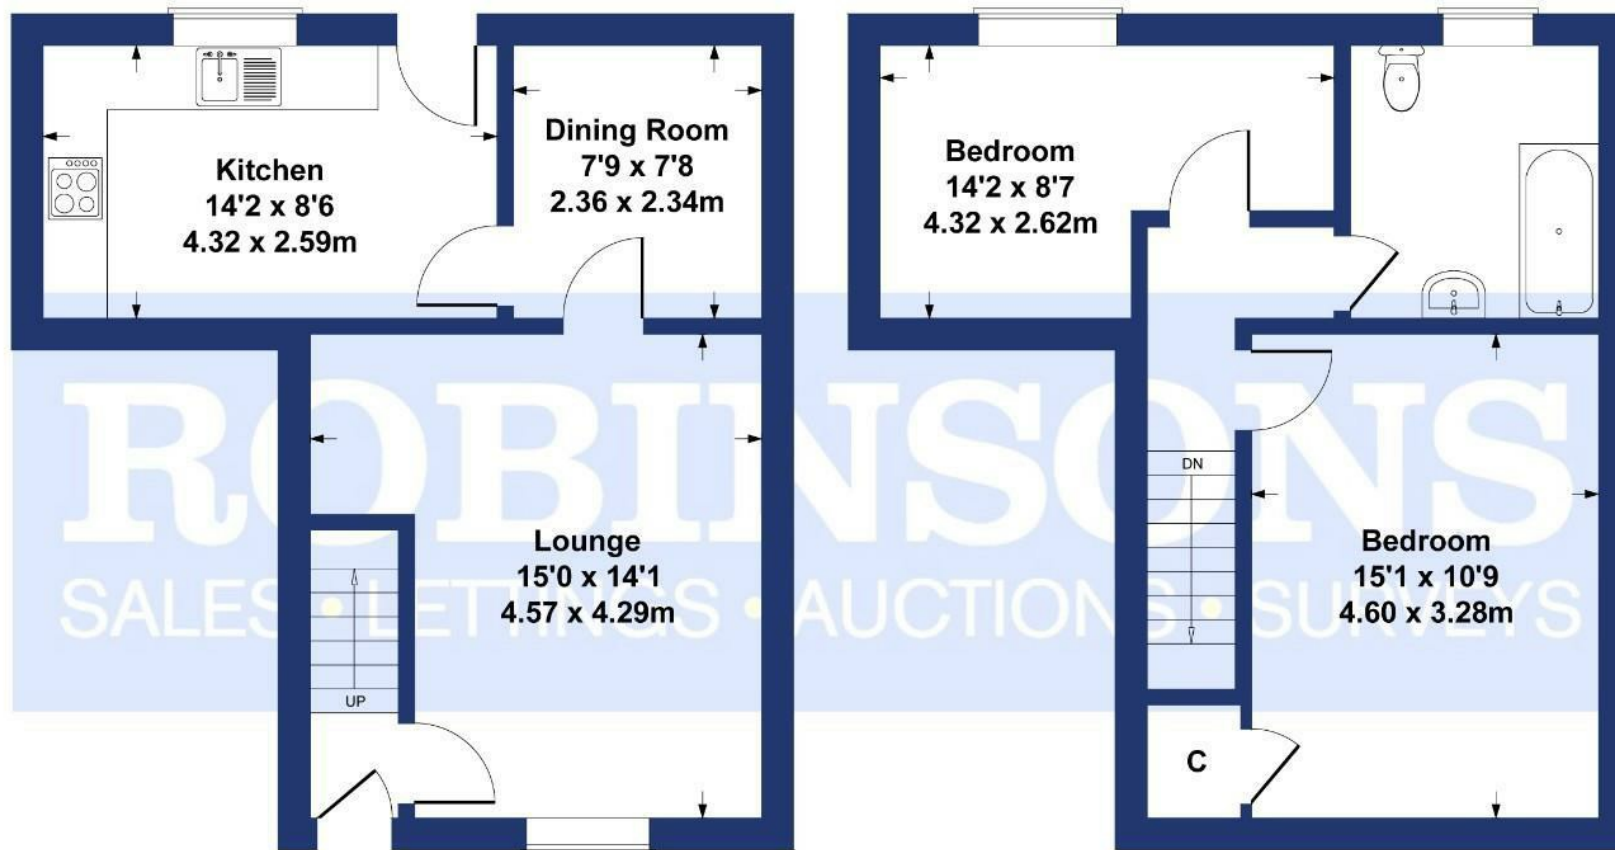 Kitchen
14'2 x 8'6
4.32 x 2.59m
Dining Room
7'9 x 7'8
2.36 x 2.34m
Bedroom
14'2 x 8'7
4.32 x 2.62m
ROBINSONS
SALES • LETTINGS • AUCTIONS • SURVEYS
Lounge
15'0 x 14'1
4.57 x 4.29m
UP
DN
Bedroom
15'1 x 10'9
4.60 x 3.28m
C